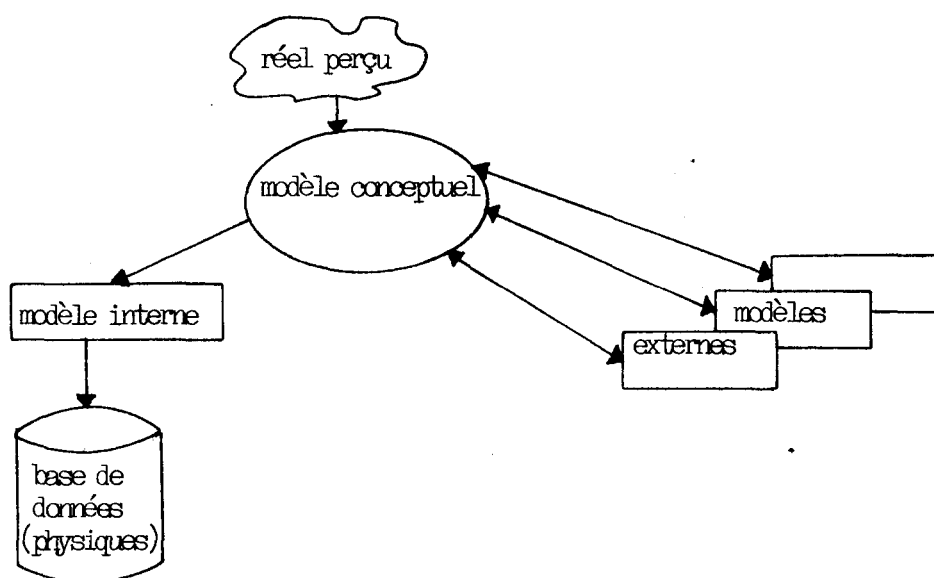 réel perçu
modèle conceptuel
modèle interne
modèles
externes
base de
données
(physiques)